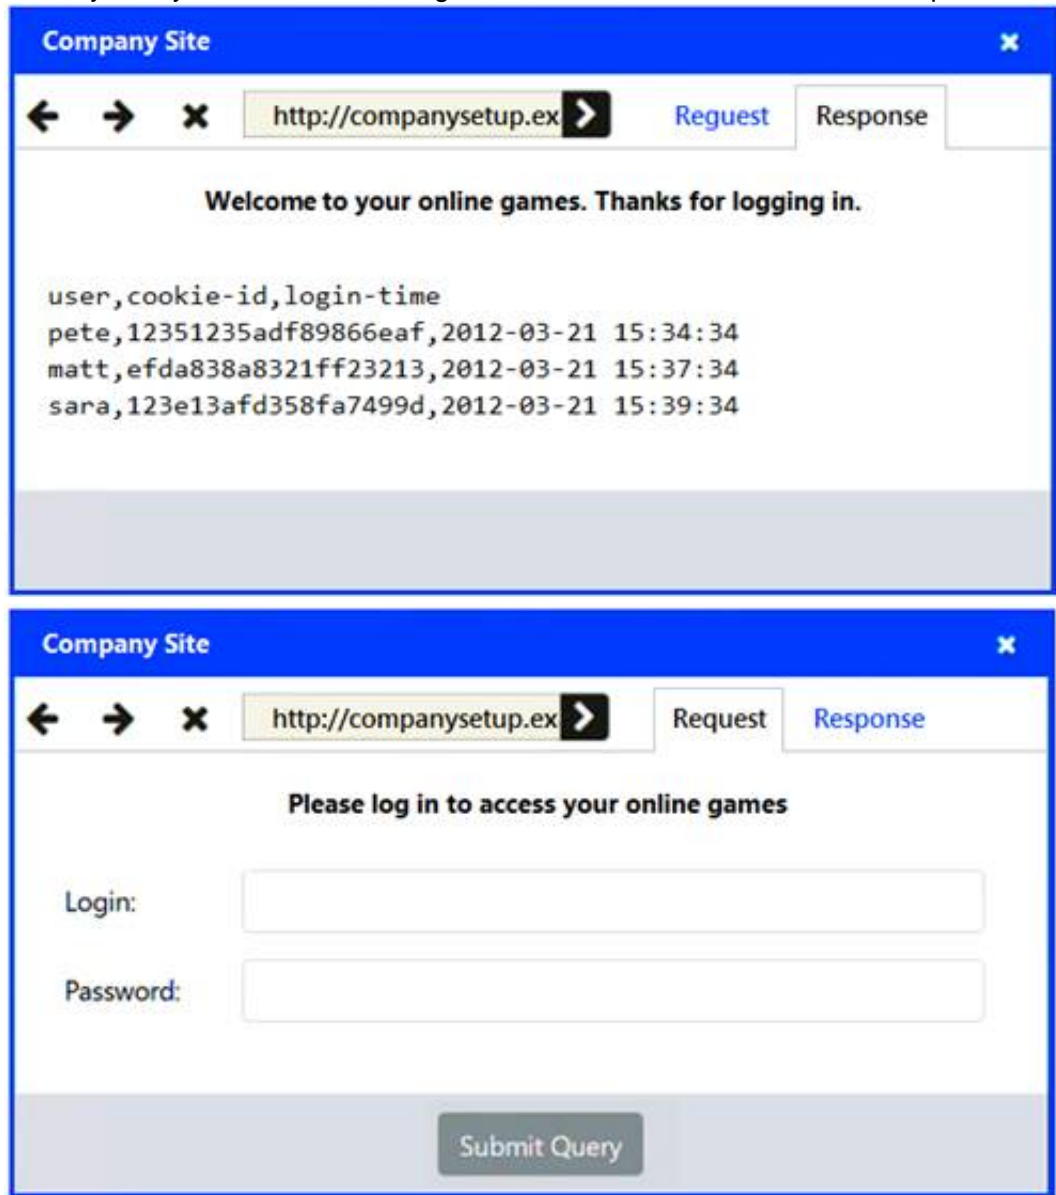 Company Site
http://companysetup.ex
Reguest
Response
Welcome to your online games. Thanks for logging in.
user,cookie-id,login-time
pete,12351235adf89866eaf,2012-03-21 15:34:34
matt,efda838a8321ff23213,2012-03-21 15:37:34
sara,123e13afd358fa7499d,2012-03-21 15:39:34
Company Site
http://companysetup.ex
Request
Response
Please log in to access your online games
Login:
Password:
Submit Query